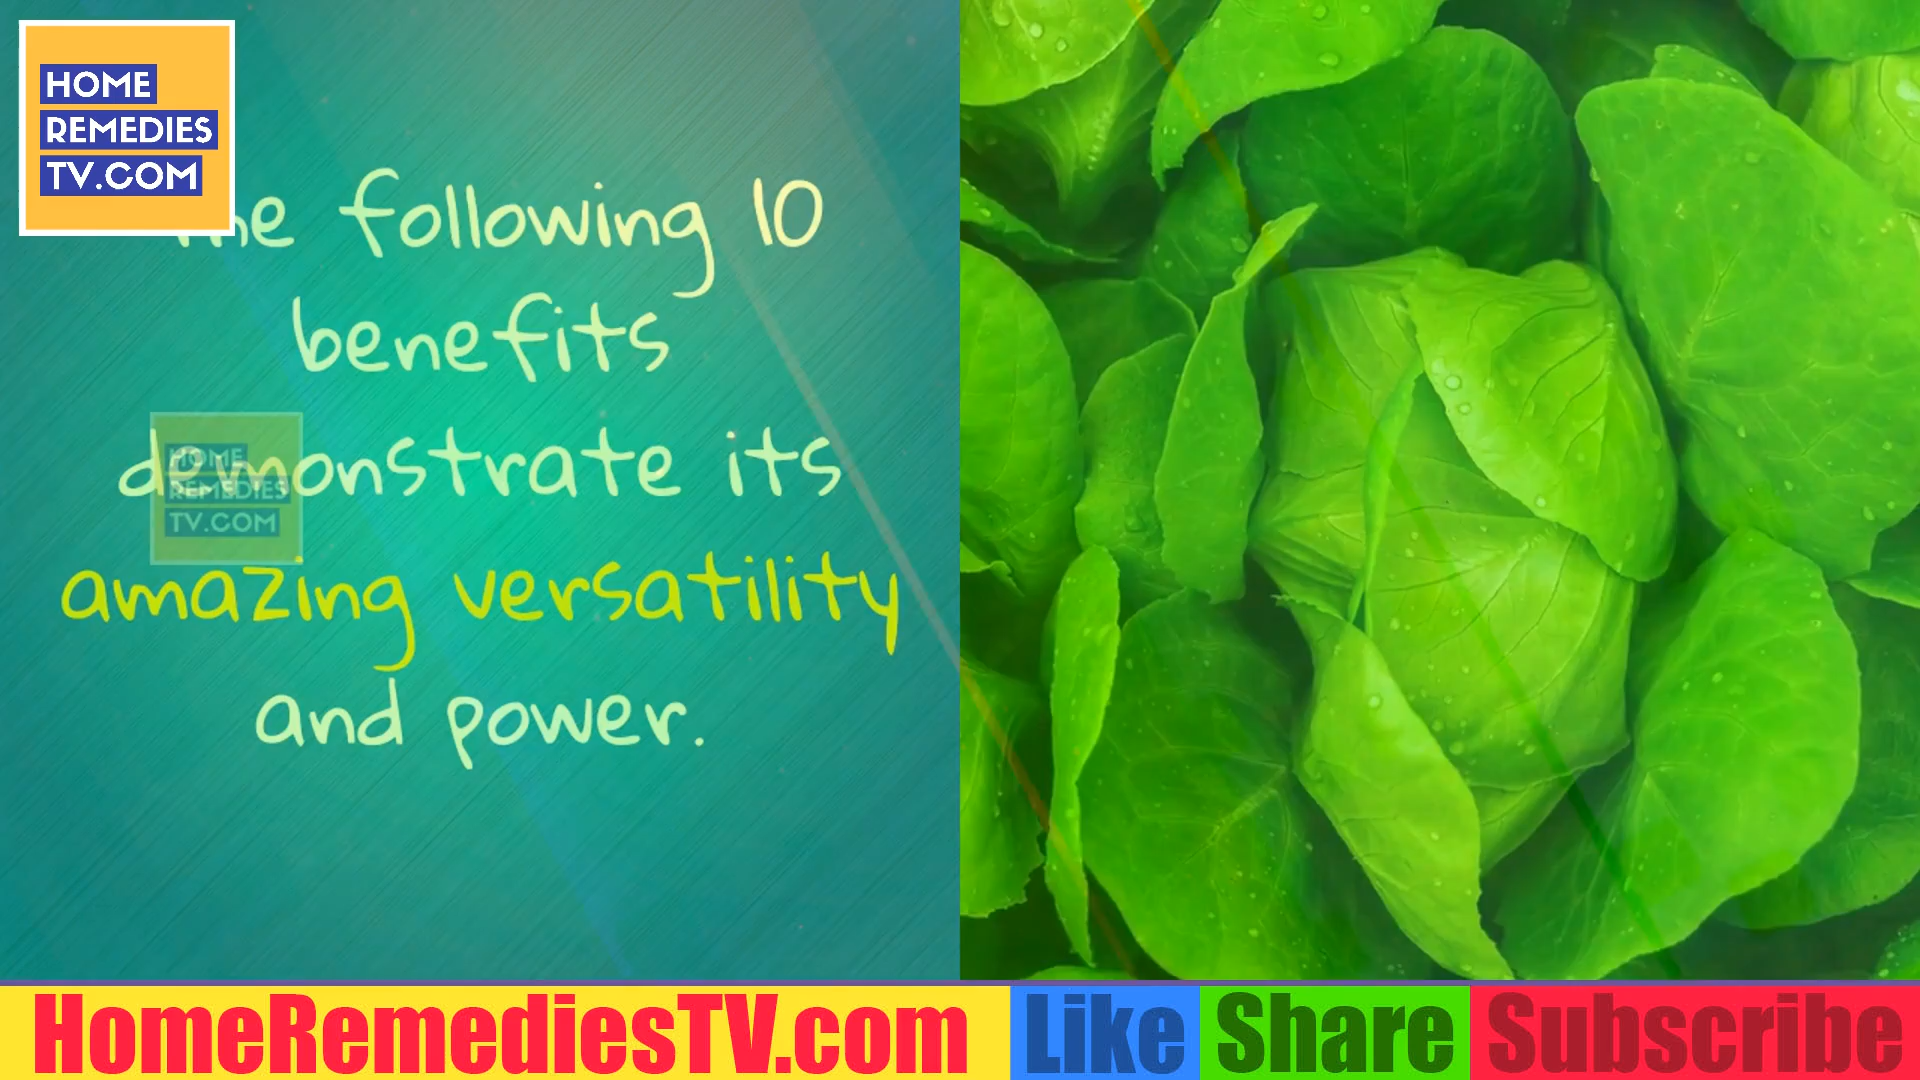 HOME
REMEDIES
TV.COM
The following 10
benefits
demonstrate its
amazing versatility
and power.
HOME
REMEDIES
TV.COM
HomeRemediesTV.com
Like
Share
Subscribe